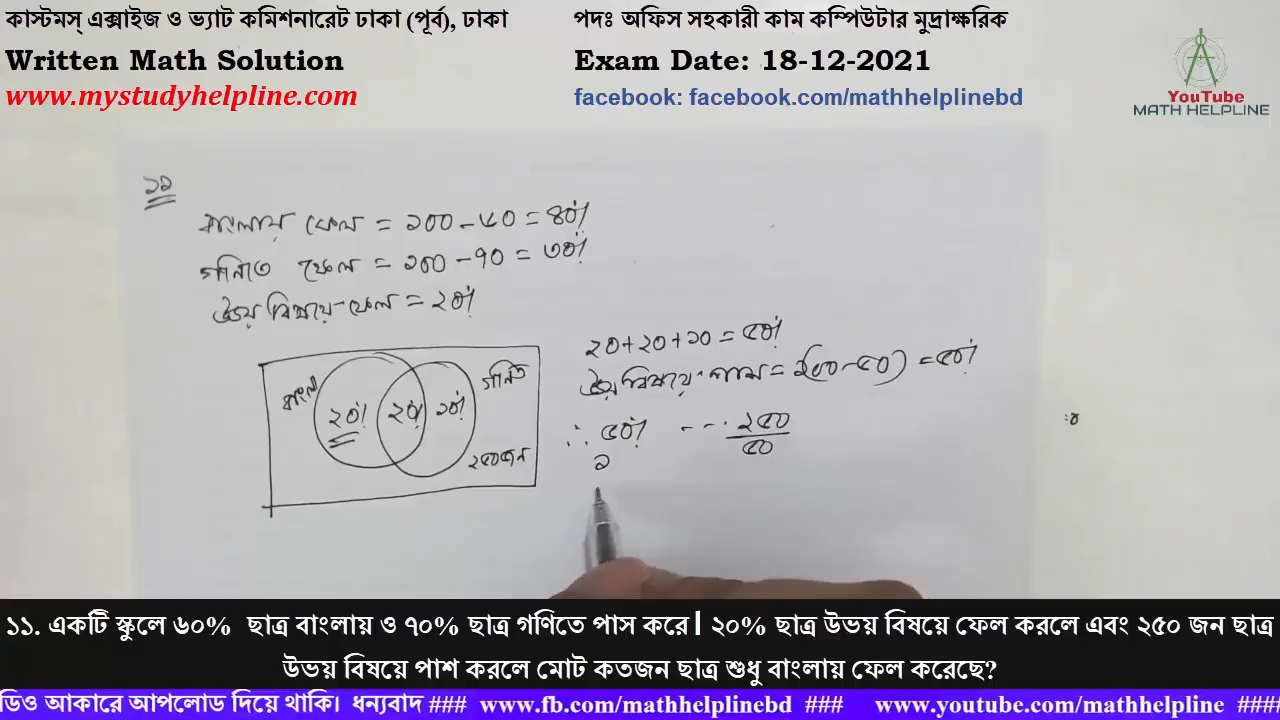 কাস্টমস্ এক্সাইজ ও ভ্যাট কমিশনারেট ঢাকা (পূর্ব), ঢাকা
পদঃ অফিস সহকারী কাম কম্পিউটার মুদ্রাক্ষরিক
Written Math Solution
Exam Date: 18-12-2021
www.mystudyhelpline.com
facebook: facebook.com/mathhelplinebd
YouTube
MATH HELPLINE
১১
বাংলায় ফেল = ১০০ - ৬০ = ৪০%
গণিতে ফেল = ১০০ - ৭০ = ৩০%
উভয় বিষয়ে ফেল = ২০%
বাংলা
গণিত
২০% ২০% ১০%
২৫০জন
২০+২০+১০ = ৫০%
উভয় বিষয়ে পাস = ১০০-৫০) = ৫০%
∴ ৫০% --- ২৫০
৫০
১
১১. একটি স্কুলে ৬০% ছাত্র বাংলায় ও ৭০% ছাত্র গণিতে পাস করে। ২০% ছাত্র উভয় বিষয়ে ফেল করলে এবং ২৫০ জন ছাত্র
উভয় বিষয়ে পাশ করলে মোট কতজন ছাত্র শুধু বাংলায় ফেল করেছে?
ডিও আকারে আপলোড দিয়ে থাকি। ধন্যবাদ ### www.fb.com/mathhelplinebd ### www.youtube.com/mathhelpline ####